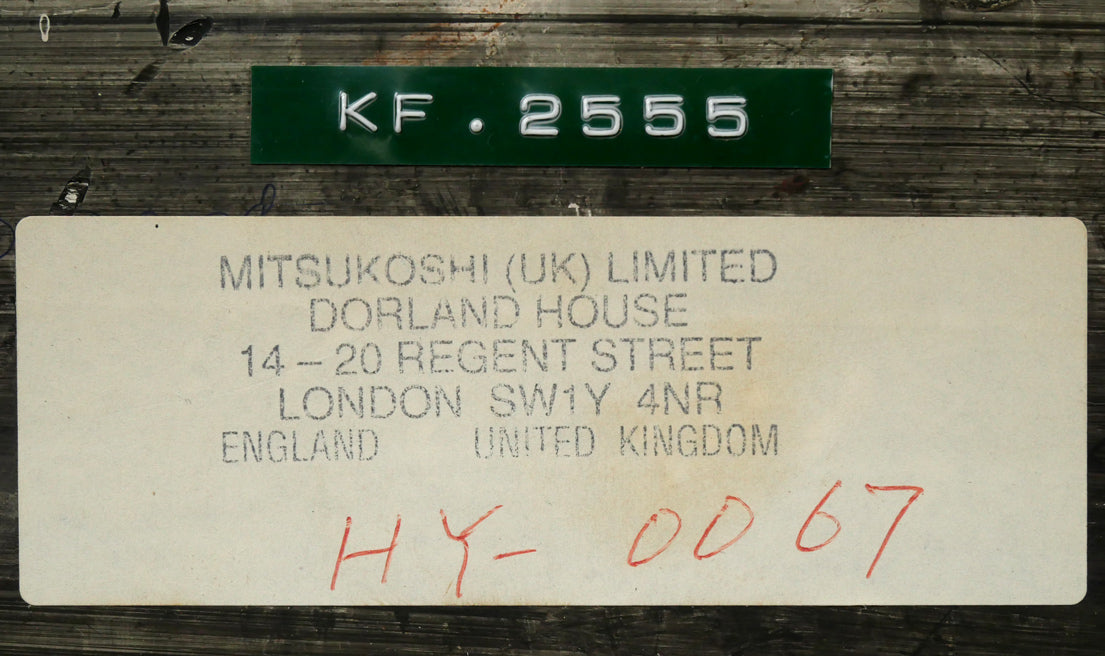 KF.2555
MITSUKOSHI (UK) LIMITED
DORLAND HOUSE
14 – 20 REGENT STREET
LONDON SW1Y 4NR
ENGLAND UNITED KINGDOM
HY- 0067